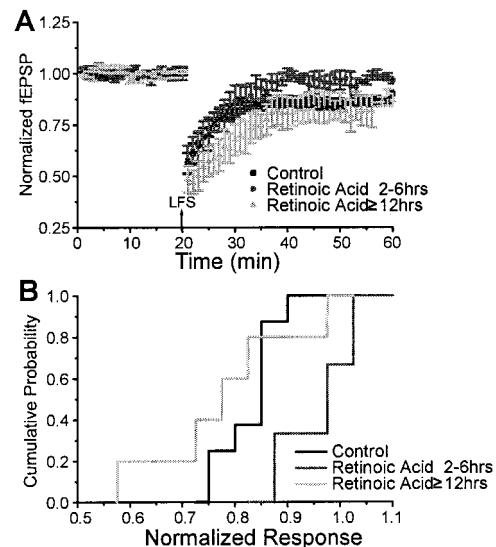 A
1.25
1.00
0.75
0.50
0.25
Normalized fEPSP
LFS
Control
Retinoic Acid 2-6hrs
Retinoic Acid≥12hrs
0 10 20 30 40 50 60
Time (min)
B
1.0
0.8
0.6
0.4
0.2
0.0
Cumulative Probability
Control
Retinoic Acid 2-6hrs
Retinoic Acid≥12hrs
0.5 0.6 0.7 0.8 0.9 1.0 1.1
Normalized Response